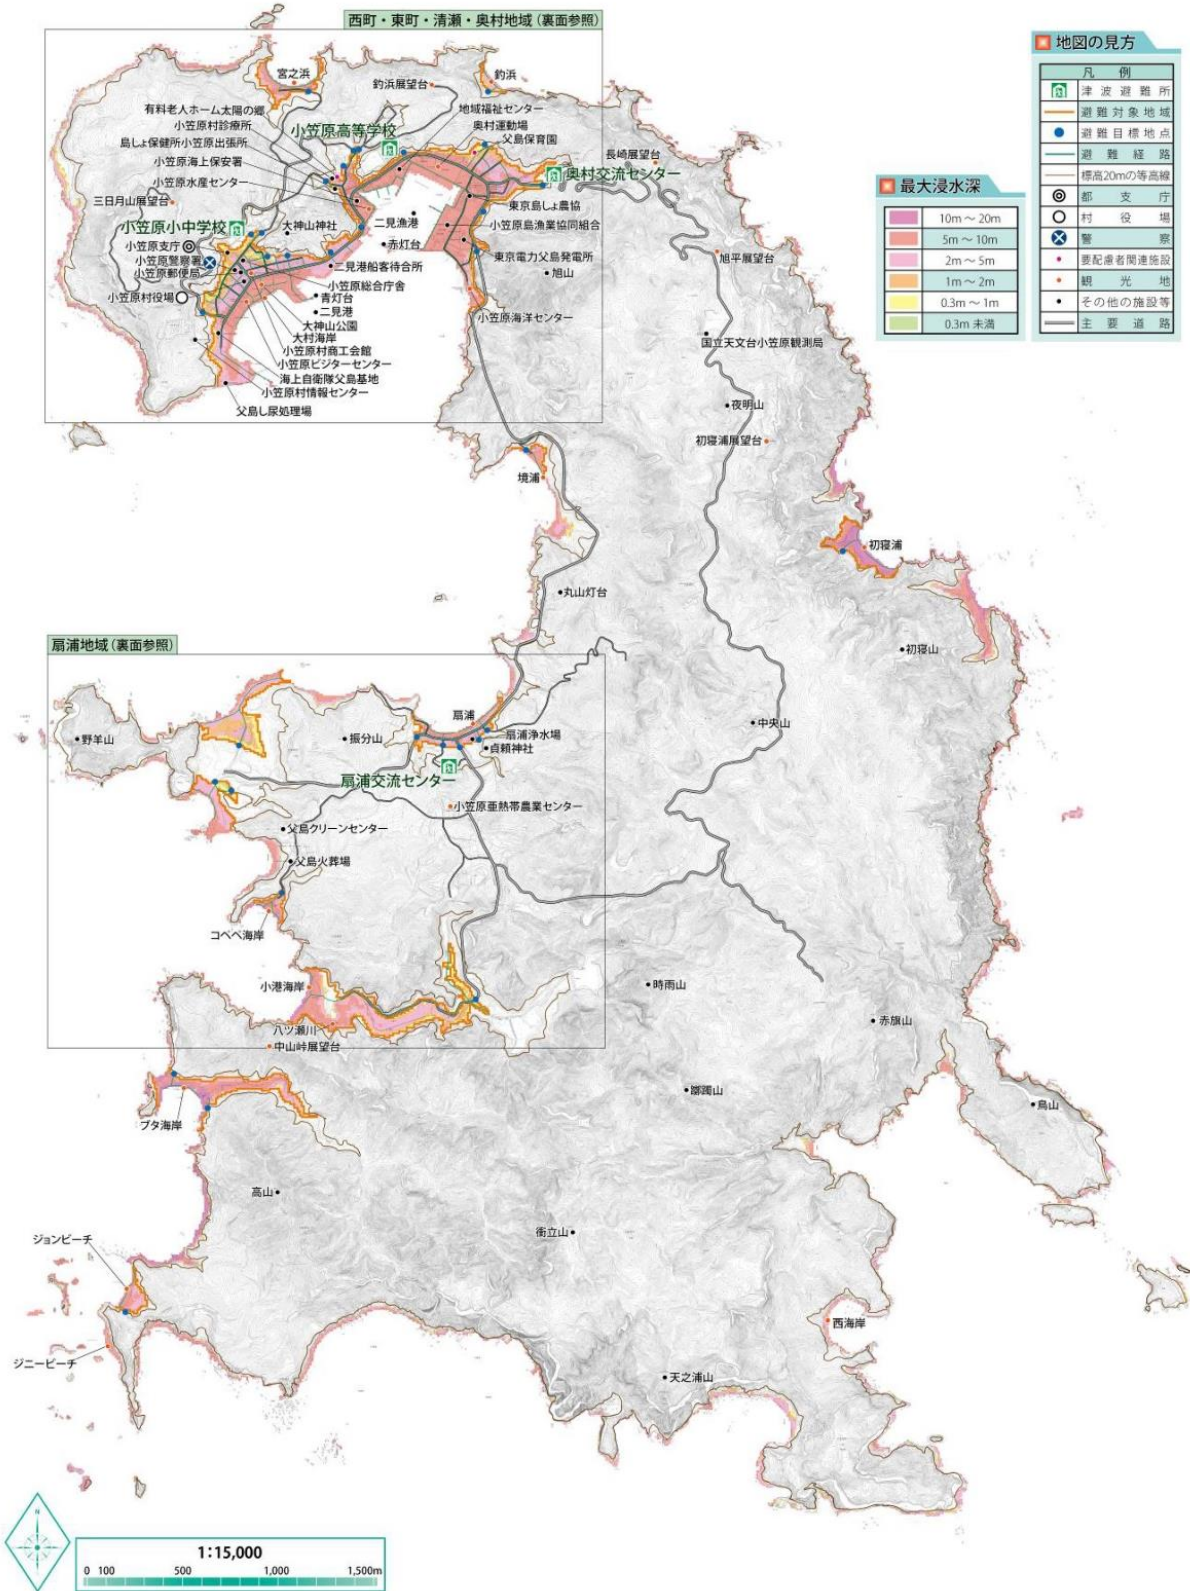 西町・東町・清瀬・奥村地域（裏面参照）
地図の見方
凡例
津波避難所
避難対象地域
避難目標地点
避難経路
標高20mの等高線
都支庁
村役場
警察
要配慮者関連施設
観光地
その他の施設等
主要道路
最大浸水深
10m～20m
5m～10m
2m～5m
1m～2m
0.3m～1m
0.3m 未満
宮之浜
釣浜展望台
釣浜
有料老人ホーム太陽の郷
地域福祉センター
小笠原村診療所
小笠原高等学校
奥村運動場
島しょ保健所小笠原出張所
父島保育園
小笠原海上保安署
長崎展望台
奥村交流センター
小笠原水産センター
三日月山展望台
東京島しょ農協
小笠原小中学校
大神山神社
二見漁港
小笠原島漁業協同組合
小笠原支庁
赤灯台
東京電力父島発電所
旭平展望台
小笠原警察署
小笠原郵便局
二見港船客待合所
旭山
小笠原総合庁舎
小笠原村役場
青灯台
二見港
小笠原海洋センター
大神山公園
大村海岸
国立天文台小笠原観測局
小笠原村商工会館
小笠原ビジターセンター
海上自衛隊父島基地
小笠原村情報センター
父島し尿処理場
夜明山
初寝浦展望台
境浦
初寝浦
丸山灯台
扇浦地域（裏面参照）
初寝山
扇浦
中央山
野羊山
振分山
扇浦浄水場
貞頼神社
扇浦交流センター
小笠原亜熱帯農業センター
父島クリーンセンター
父島火葬場
コペペ海岸
小港海岸
時雨山
八ツ瀬川
赤旗山
中山峠展望台
躑躅山
鳥山
ブタ海岸
高山
衝立山
ジョンビーチ
西海岸
ジニービーチ
天之浦山
N
1:15,000
0 100 500 1,000 1,500m